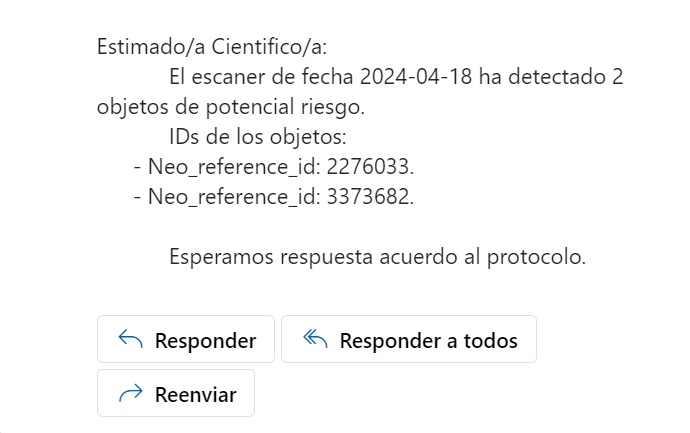 Estimado/a Cientifico/a:
El escaner de fecha 2024-04-18 ha detectado 2
objetos de potencial riesgo.
IDs de los objetos:
- Neo_reference_id: 2276033.
- Neo_reference_id: 3373682.
Esperamos respuesta acuerdo al protocolo.
Responder
Responder a todos
Reenviar